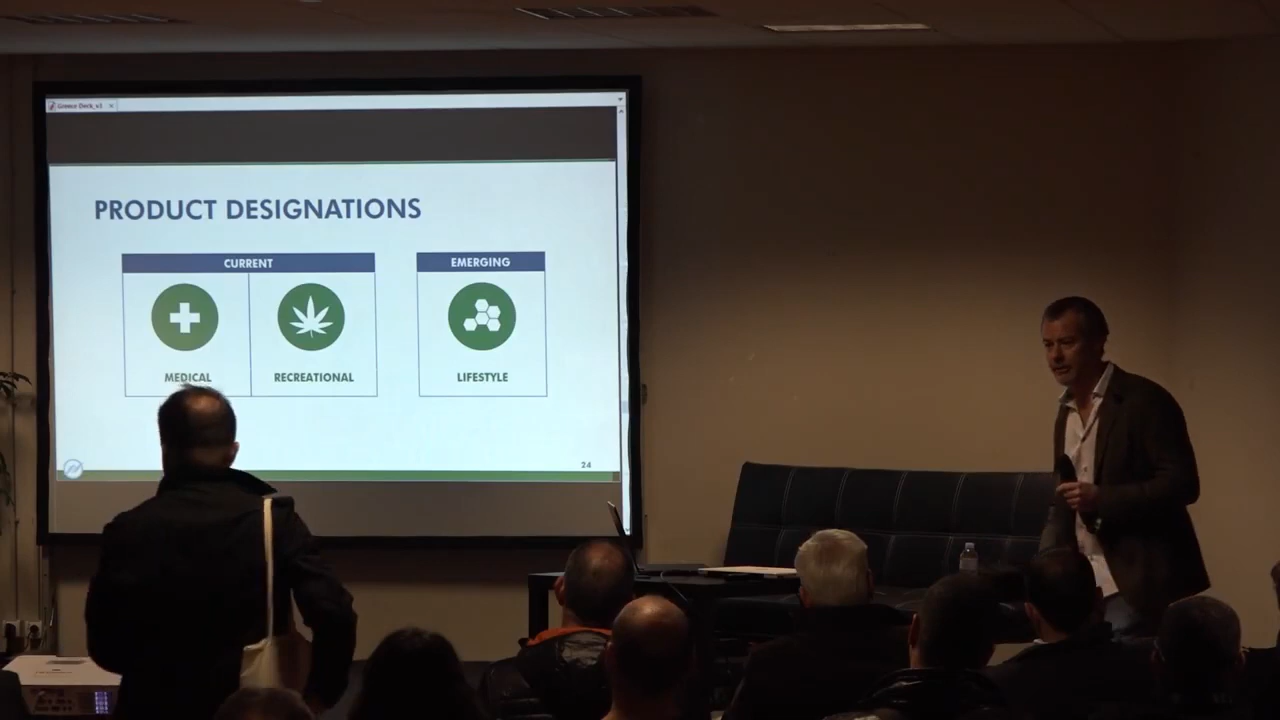 Greece Deck_v3
PRODUCT DESIGNATIONS
CURRENT
EMERGING
MEDICAL
RECREATIONAL
LIFESTYLE
24